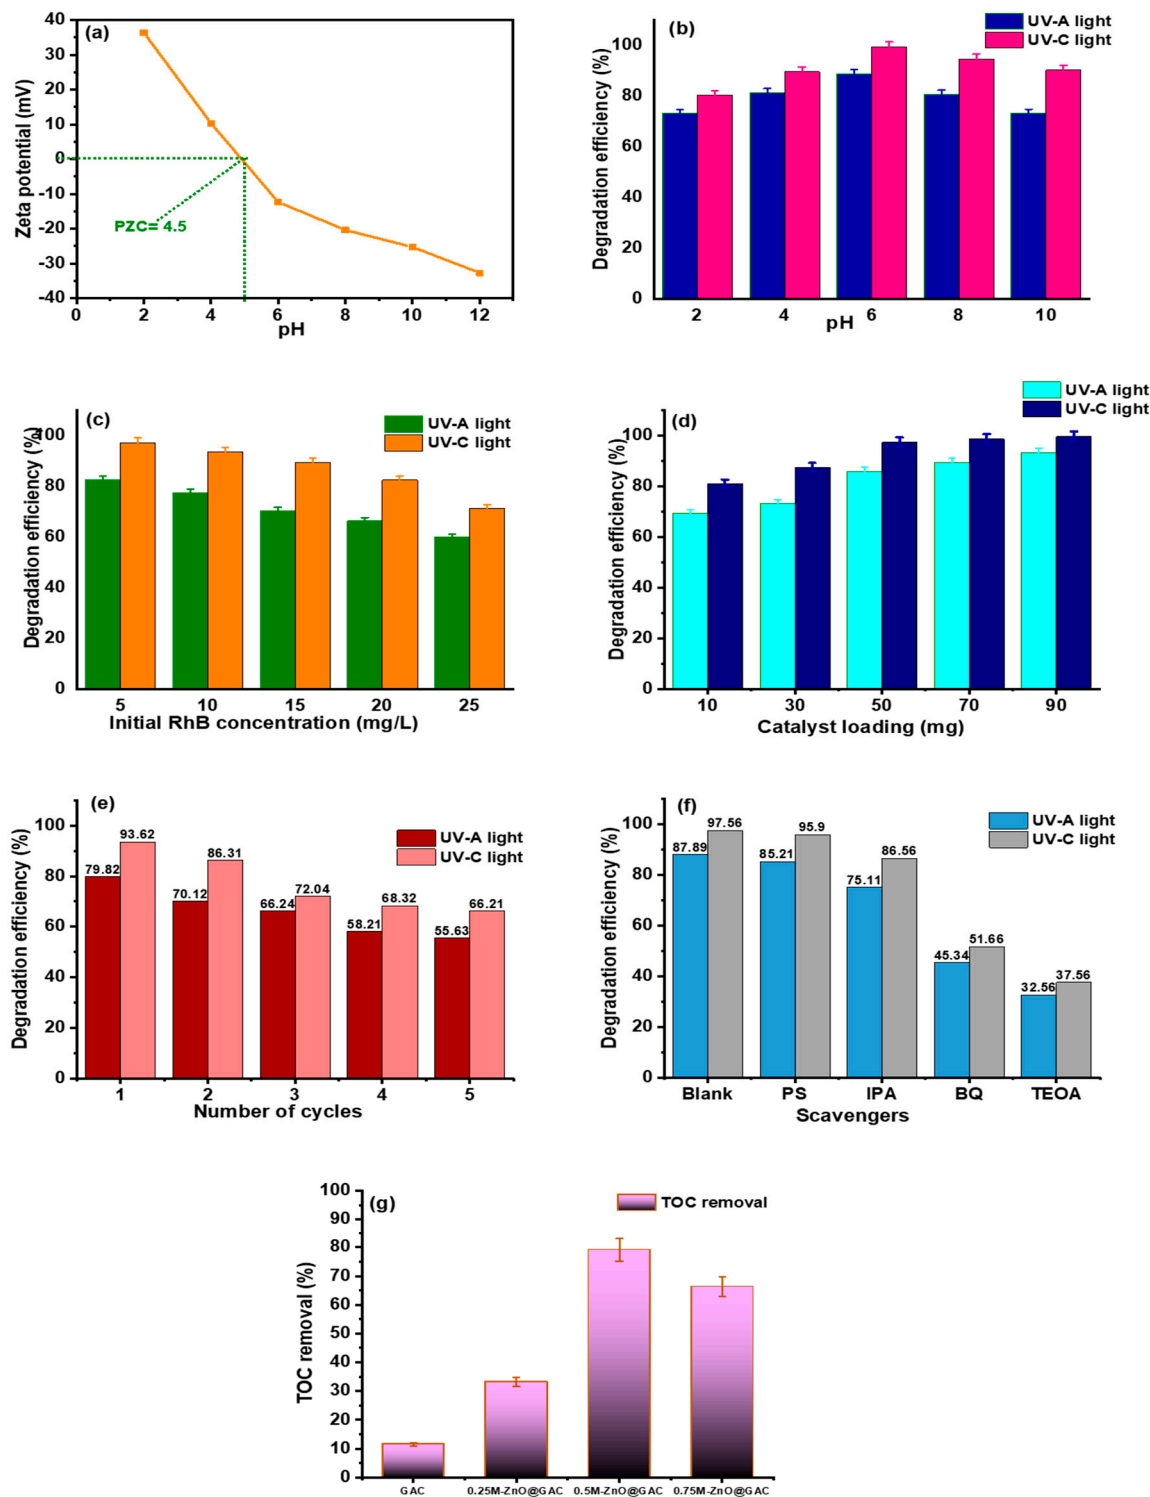 (a)
Zeta potential (mV)
40
30
20
10
0
-10
-20
-30
-40
PZC= 4.5
0 2 4 6 8 10 12
pH
(b)
UV-A light
UV-C light
Degradation efficiency (%)
100
80
60
40
20
0
2 4 6 8 10
pH
(c)
UV-A light
UV-C light
Degradation efficiency (%)
100
80
60
40
20
0
5 10 15 20 25
Initial RhB concentration (mg/L)
(d)
UV-A light
UV-C light
Degradation efficiency (%)
100
80
60
40
20
0
10 30 50 70 90
Catalyst loading (mg)
(e)
UV-A light
UV-C light
Degradation efficiency (%)
100
80
60
40
20
0
79.82 93.62 70.12 86.31 66.24 72.04 58.21 68.32 55.63 66.21
1 2 3 4 5
Number of cycles
(f)
UV-A light
UV-C light
Degradation efficiency (%)
100
80
60
40
20
0
87.89 97.56 85.21 95.9 75.11 86.56 45.34 51.66 32.56 37.56
Blank PS IPA BQ TEOA
Scavengers
(g)
TOC removal
TOC removal (%)
100
90
80
70
60
50
40
30
20
10
0
GAC 0.25M-ZnO@GAC 0.5M-ZnO@GAC 0.75M-ZnO@GAC